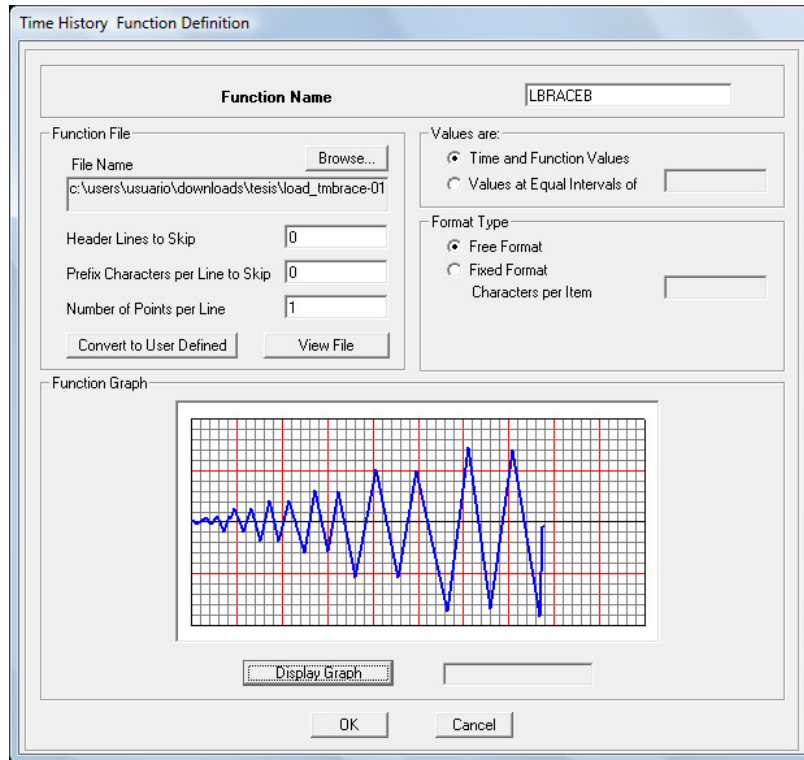 Time History Function Definition
Function Name
LBRACEB
Function File
File Name
Browse...
c:\users\usuario\downloads\tesis\load_tmbrace-01
Header Lines to Skip
0
Prefix Characters per Line to Skip
0
Number of Points per Line
1
Convert to User Defined
View File
Values are:
Time and Function Values
Values at Equal Intervals of
Format Type
Free Format
Fixed Format
Characters per Item
Function Graph
Display Graph
OK
Cancel